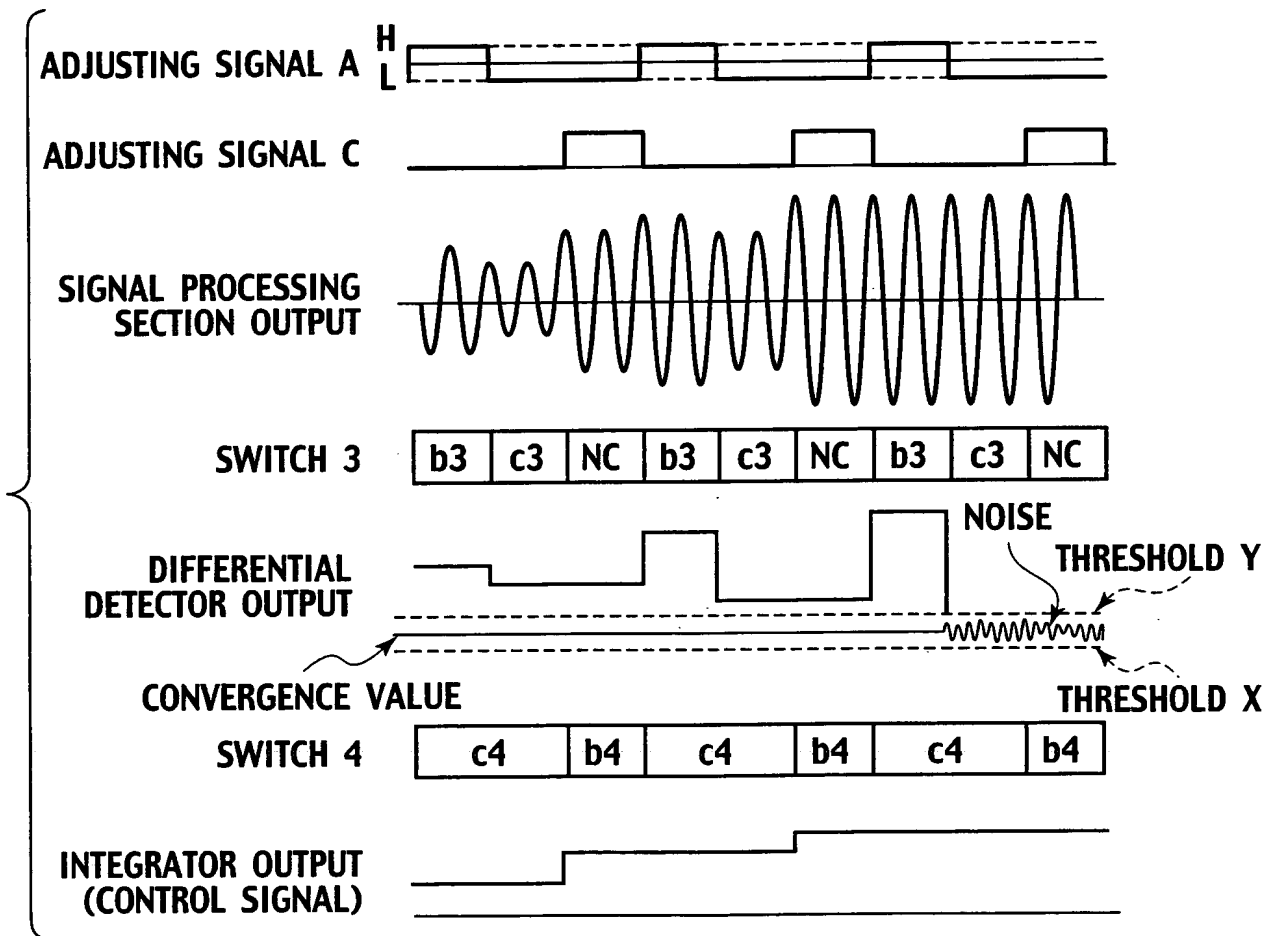 ADJUSTING SIGNAL A
H
L
ADJUSTING SIGNAL C
SIGNAL PROCESSING
SECTION OUTPUT
SWITCH 3
b3 c3 NC b3 c3 NC b3 c3 NC
NOISE
THRESHOLD Y
DIFFERENTIAL
DETECTOR OUTPUT
CONVERGENCE VALUE
THRESHOLD X
SWITCH 4
c4 b4 c4 b4 c4 b4
INTEGRATOR OUTPUT
(CONTROL SIGNAL)